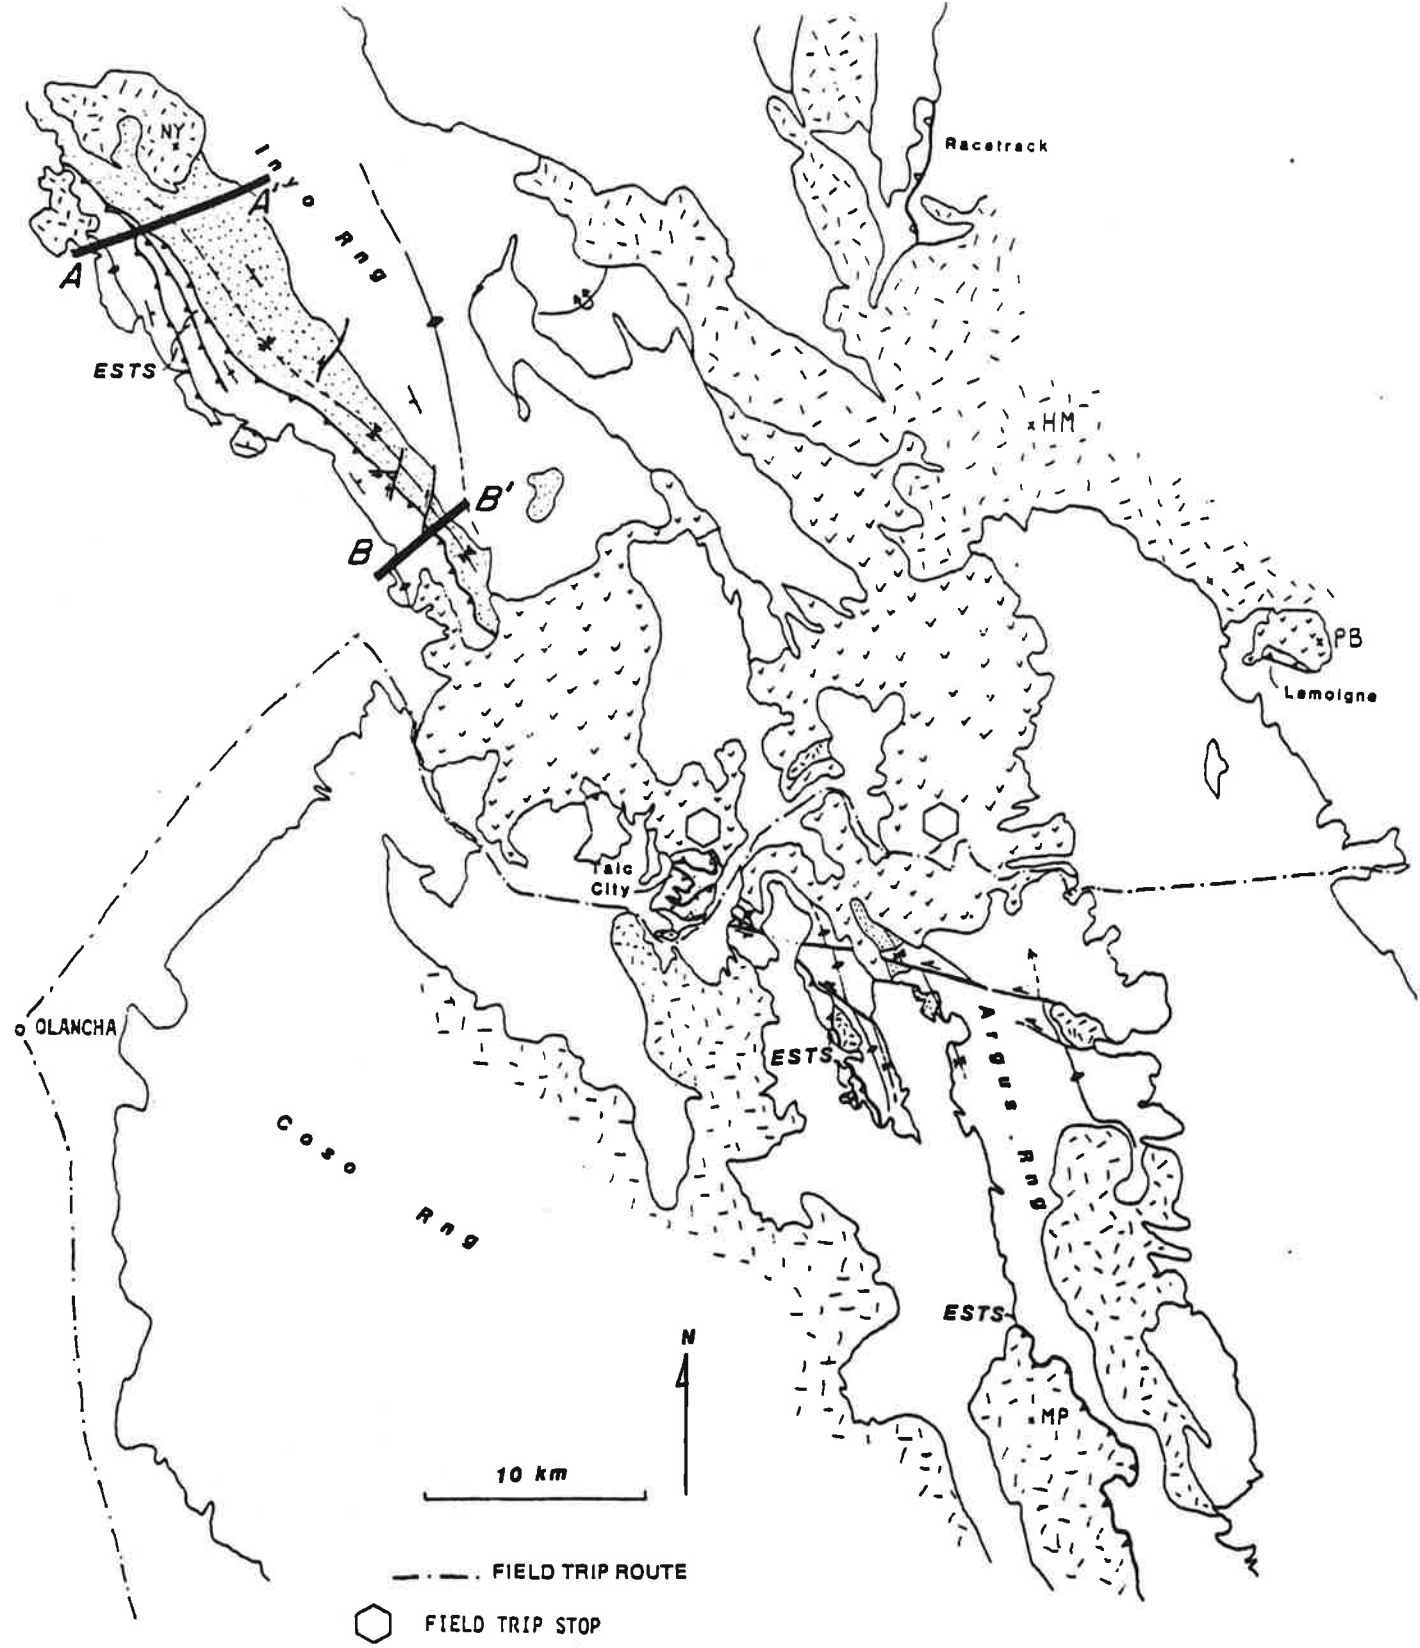 NY
Racetrack
Inyo Rng
A'
A
ESTS
HM
B'
B
PB
Lemoigne
Talc
City
OLANCHA
ESTS
Argus Rng
Coso Rng
ESTS
N
MP
10 km
FIELD TRIP ROUTE
FIELD TRIP STOP